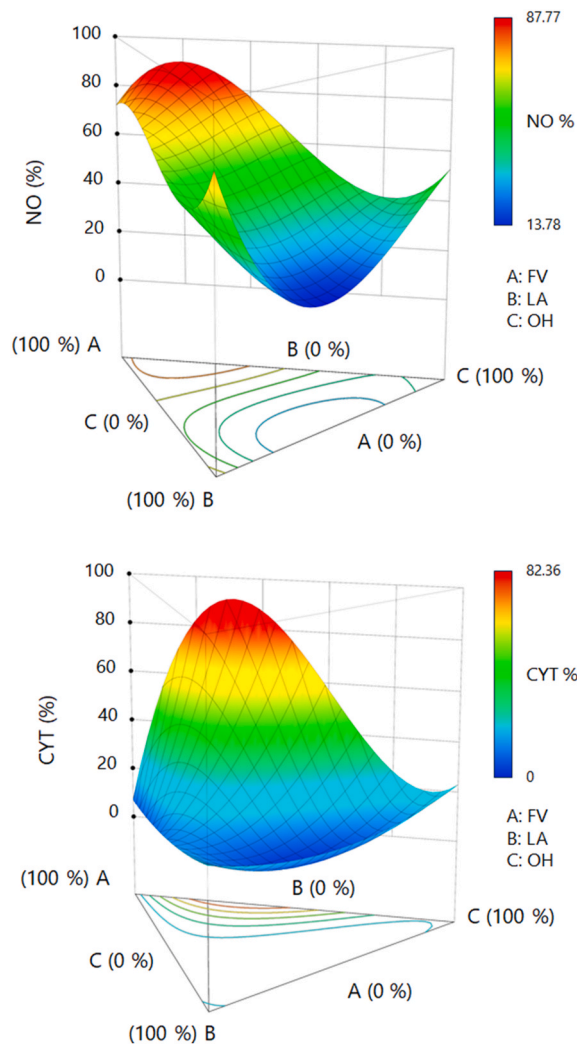 100
80
60
40
20
0
NO (%)
87.77
NO %
13.78
A: FV
B: LA
C: OH
(100 %) A
B (0 %)
C (100 %)
C (0 %)
A (0 %)
(100 %) B
100
80
60
40
20
0
CYT (%)
82.36
CYT %
0
A: FV
B: LA
C: OH
(100 %) A
B (0 %)
C (100 %)
C (0 %)
A (0 %)
(100 %) B